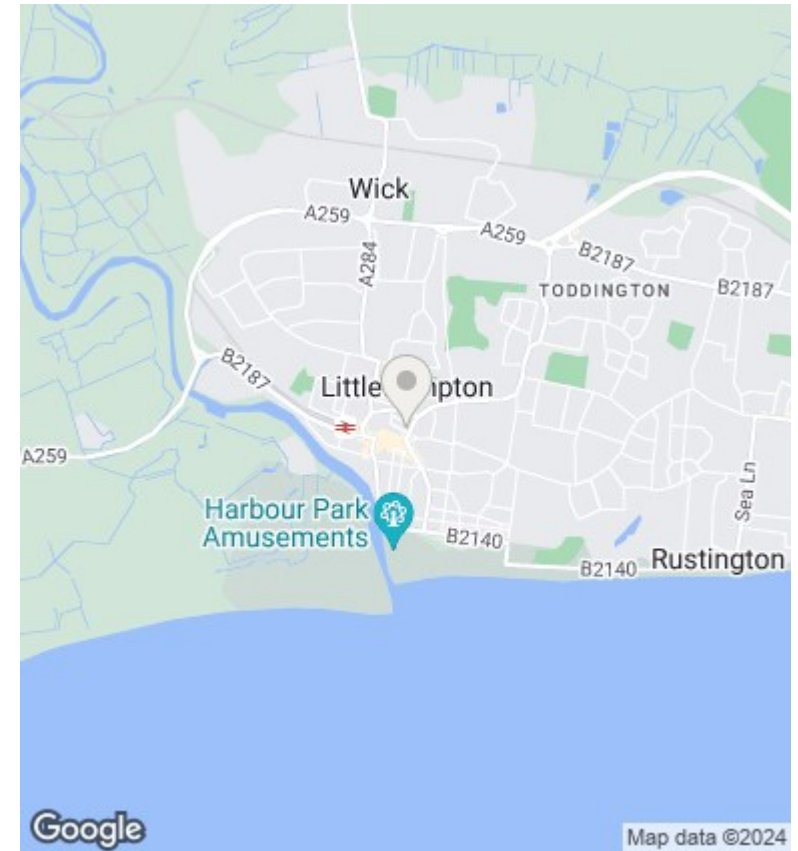 Wick
A259
A259
A284
B2187
TODDINGTON
B2187
B2187
Little
pton
A259
Sea Ln
Harbour Park
Amusements
B2140
Rustington
B2140
Google
Map data ©2024